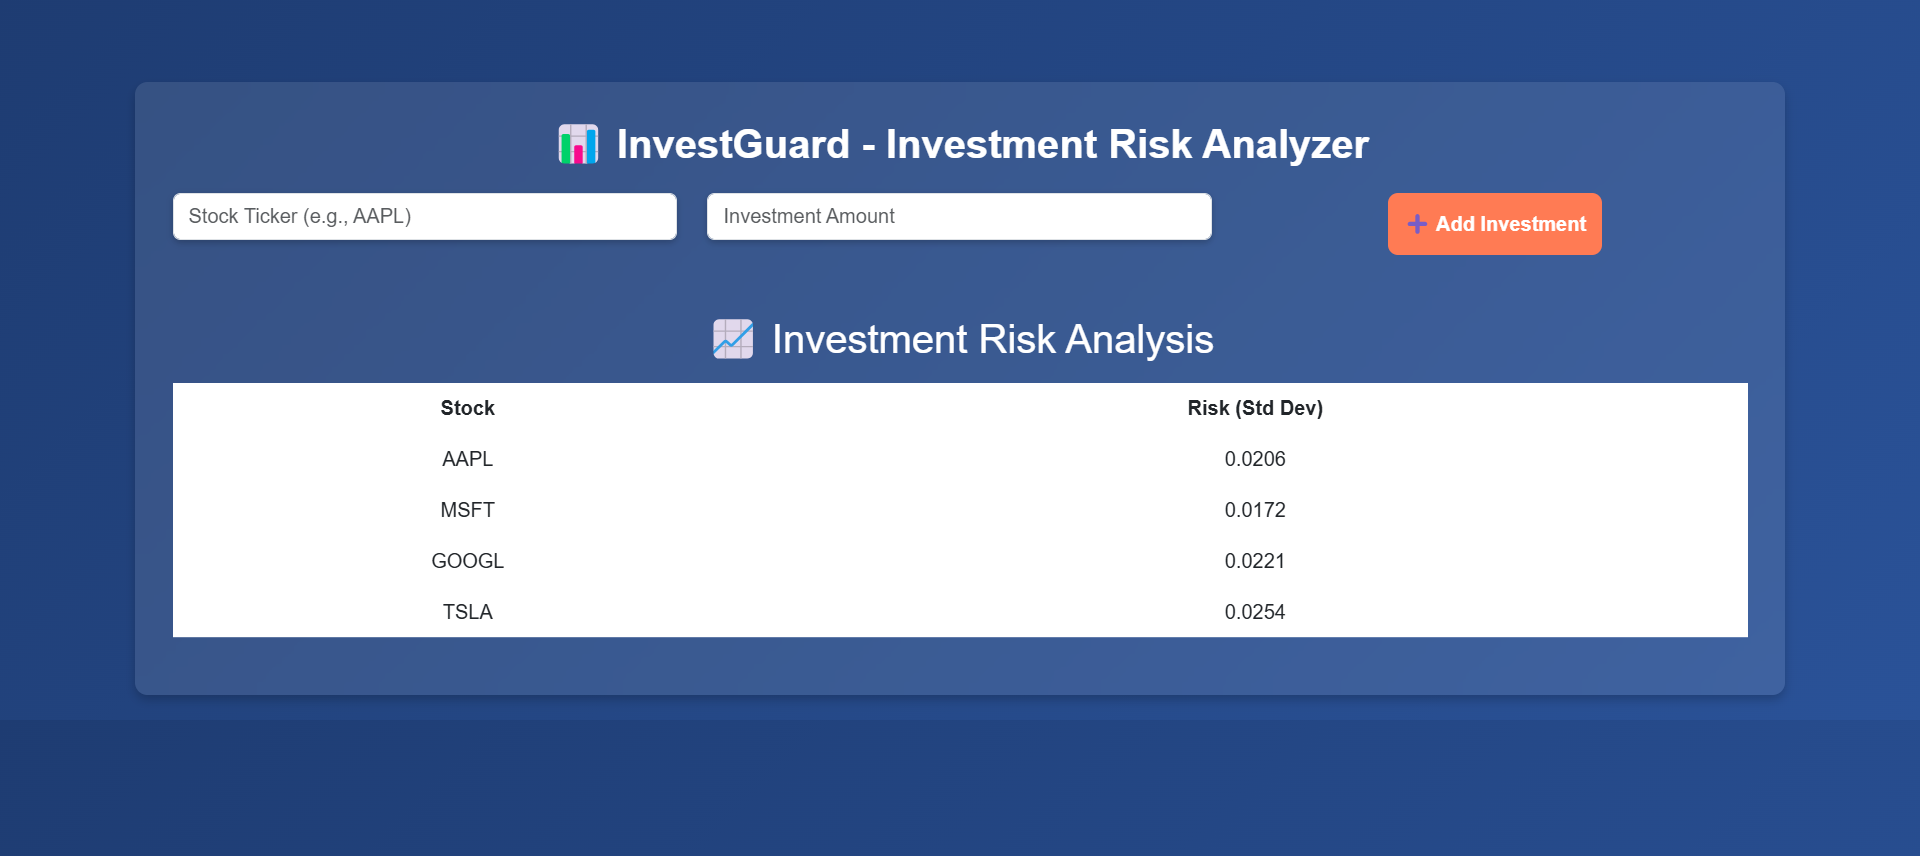 InvestGuard - Investment Risk Analyzer
Stock Ticker (e.g., AAPL) Investment Amount Add Investment
Investment Risk Analysis
Stock Risk (Std Dev)
AAPL 0.0206
MSFT 0.0172
GOOGL 0.0221
TSLA 0.0254